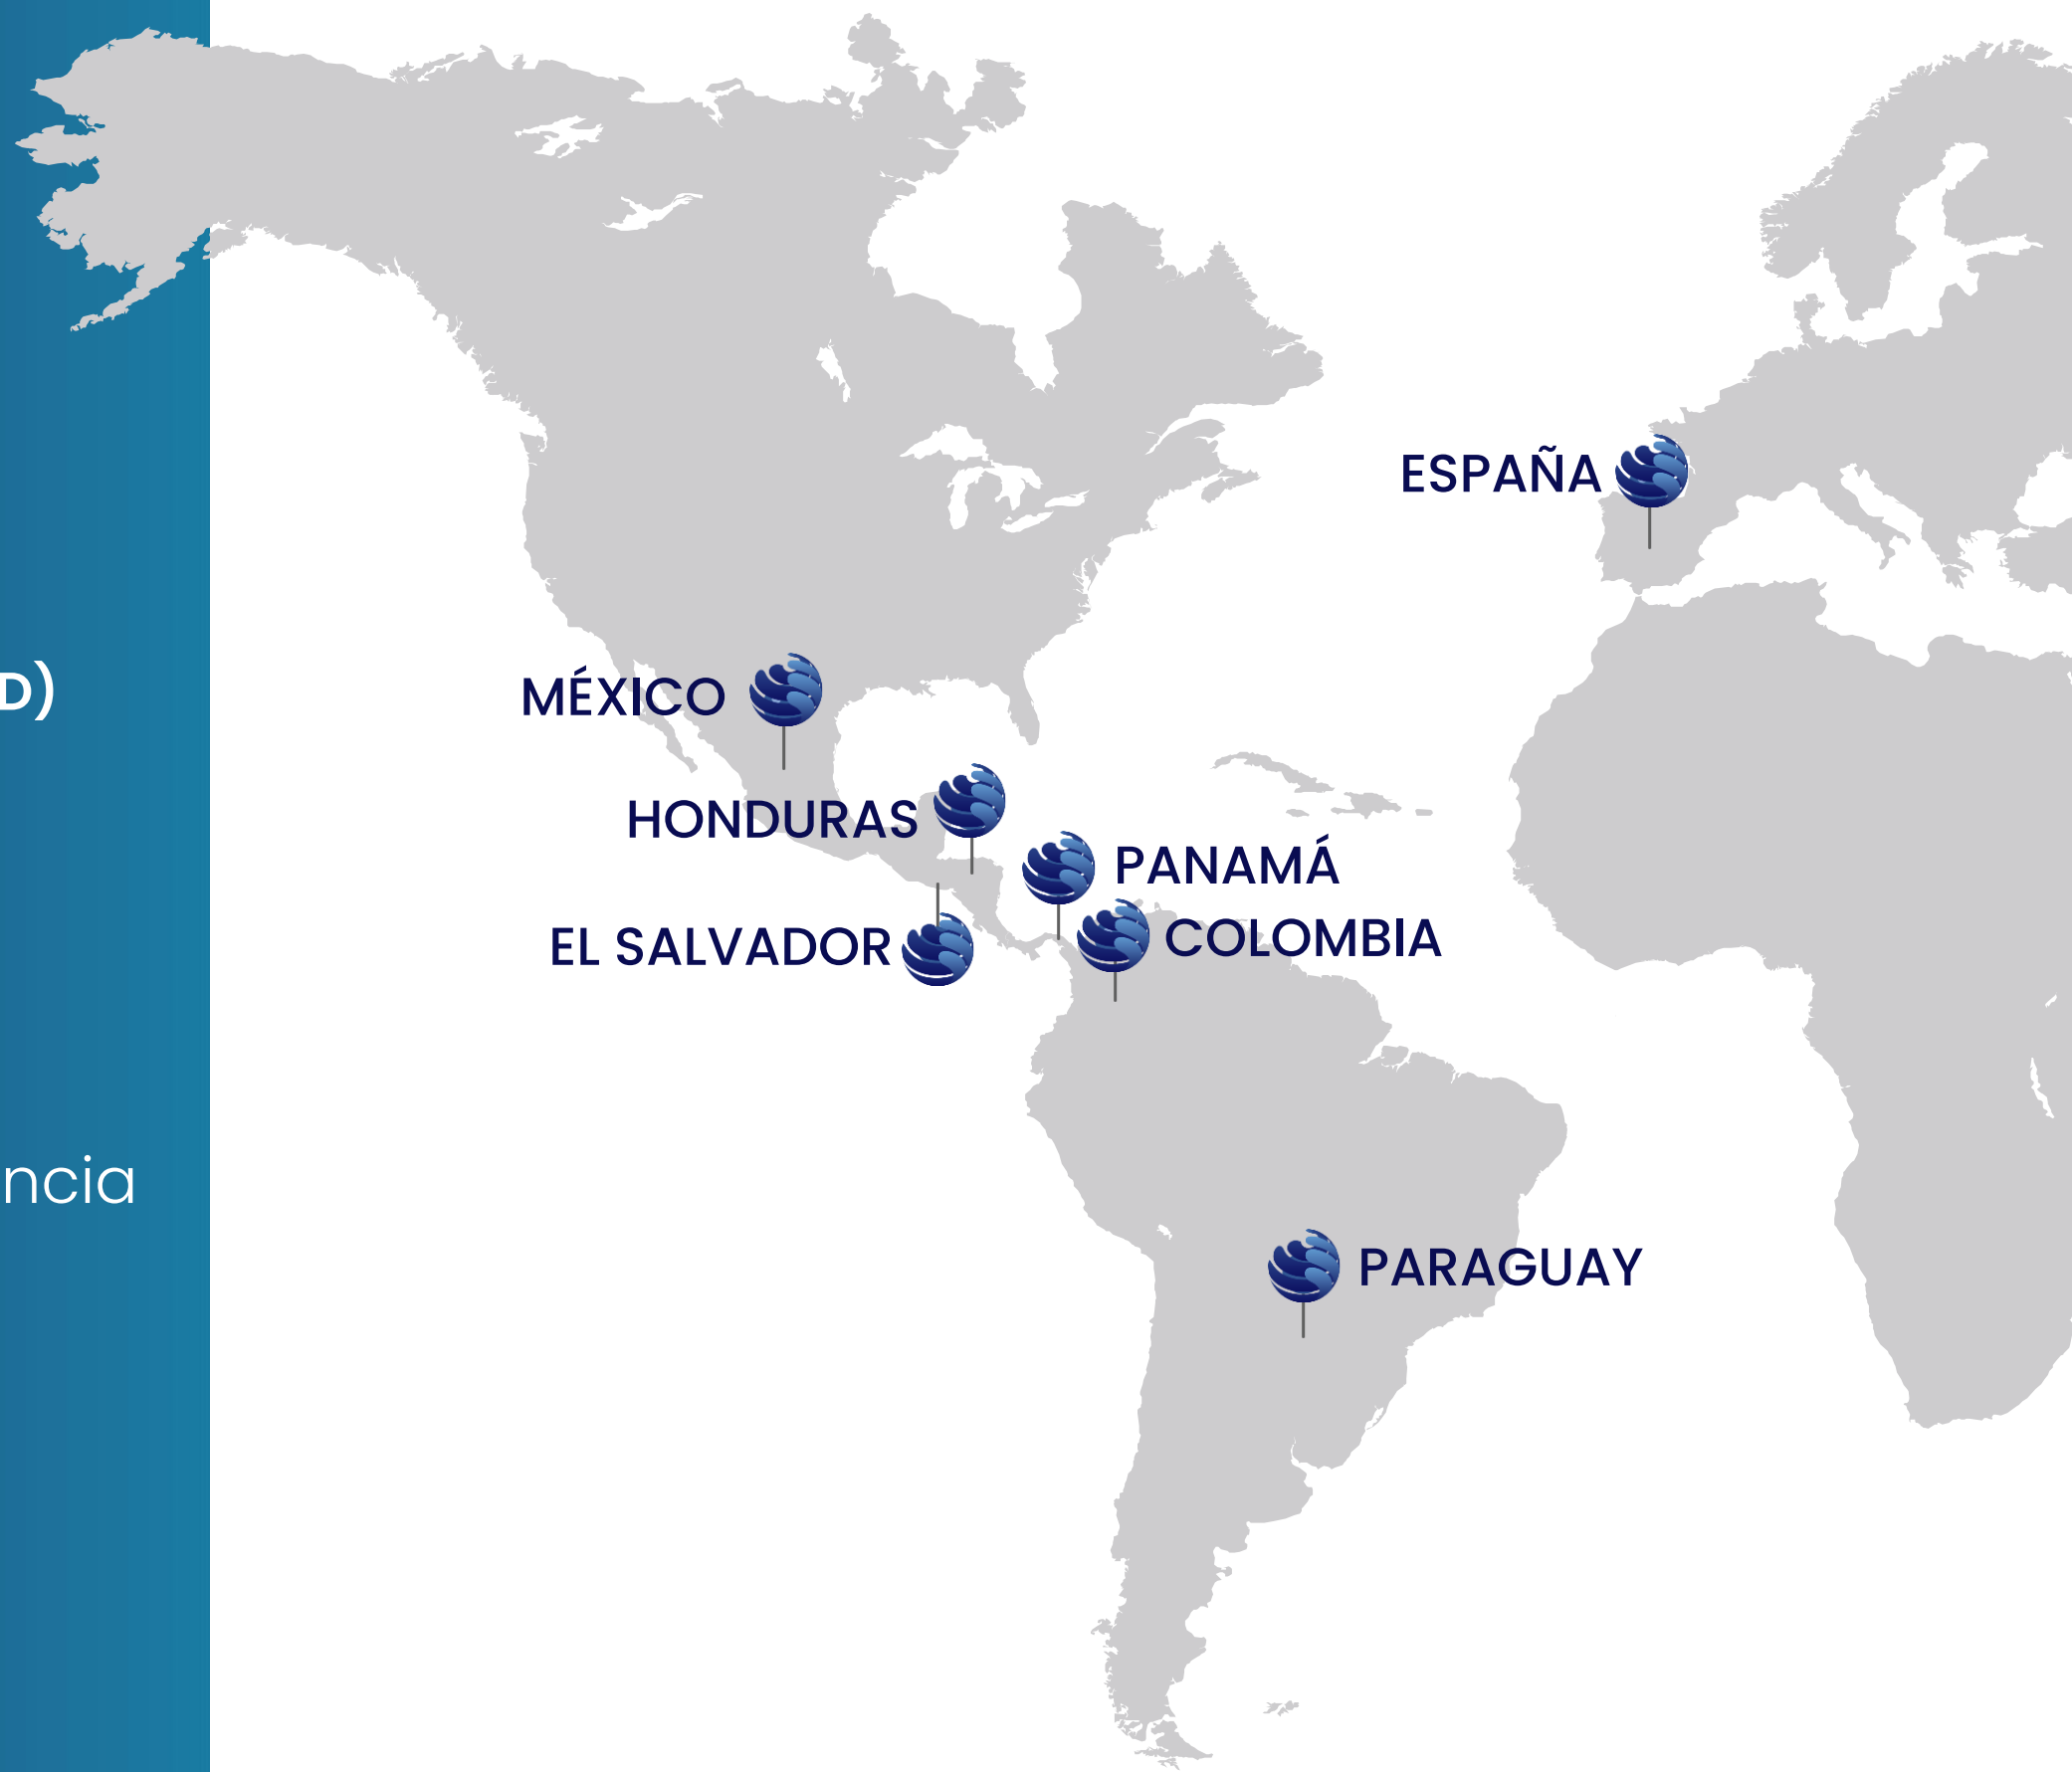 ESPAÑA
D)
MÉXICO
HONDURAS
PANAMÁ
COLOMBIA
EL SALVADOR
ncia
PARAGUAY